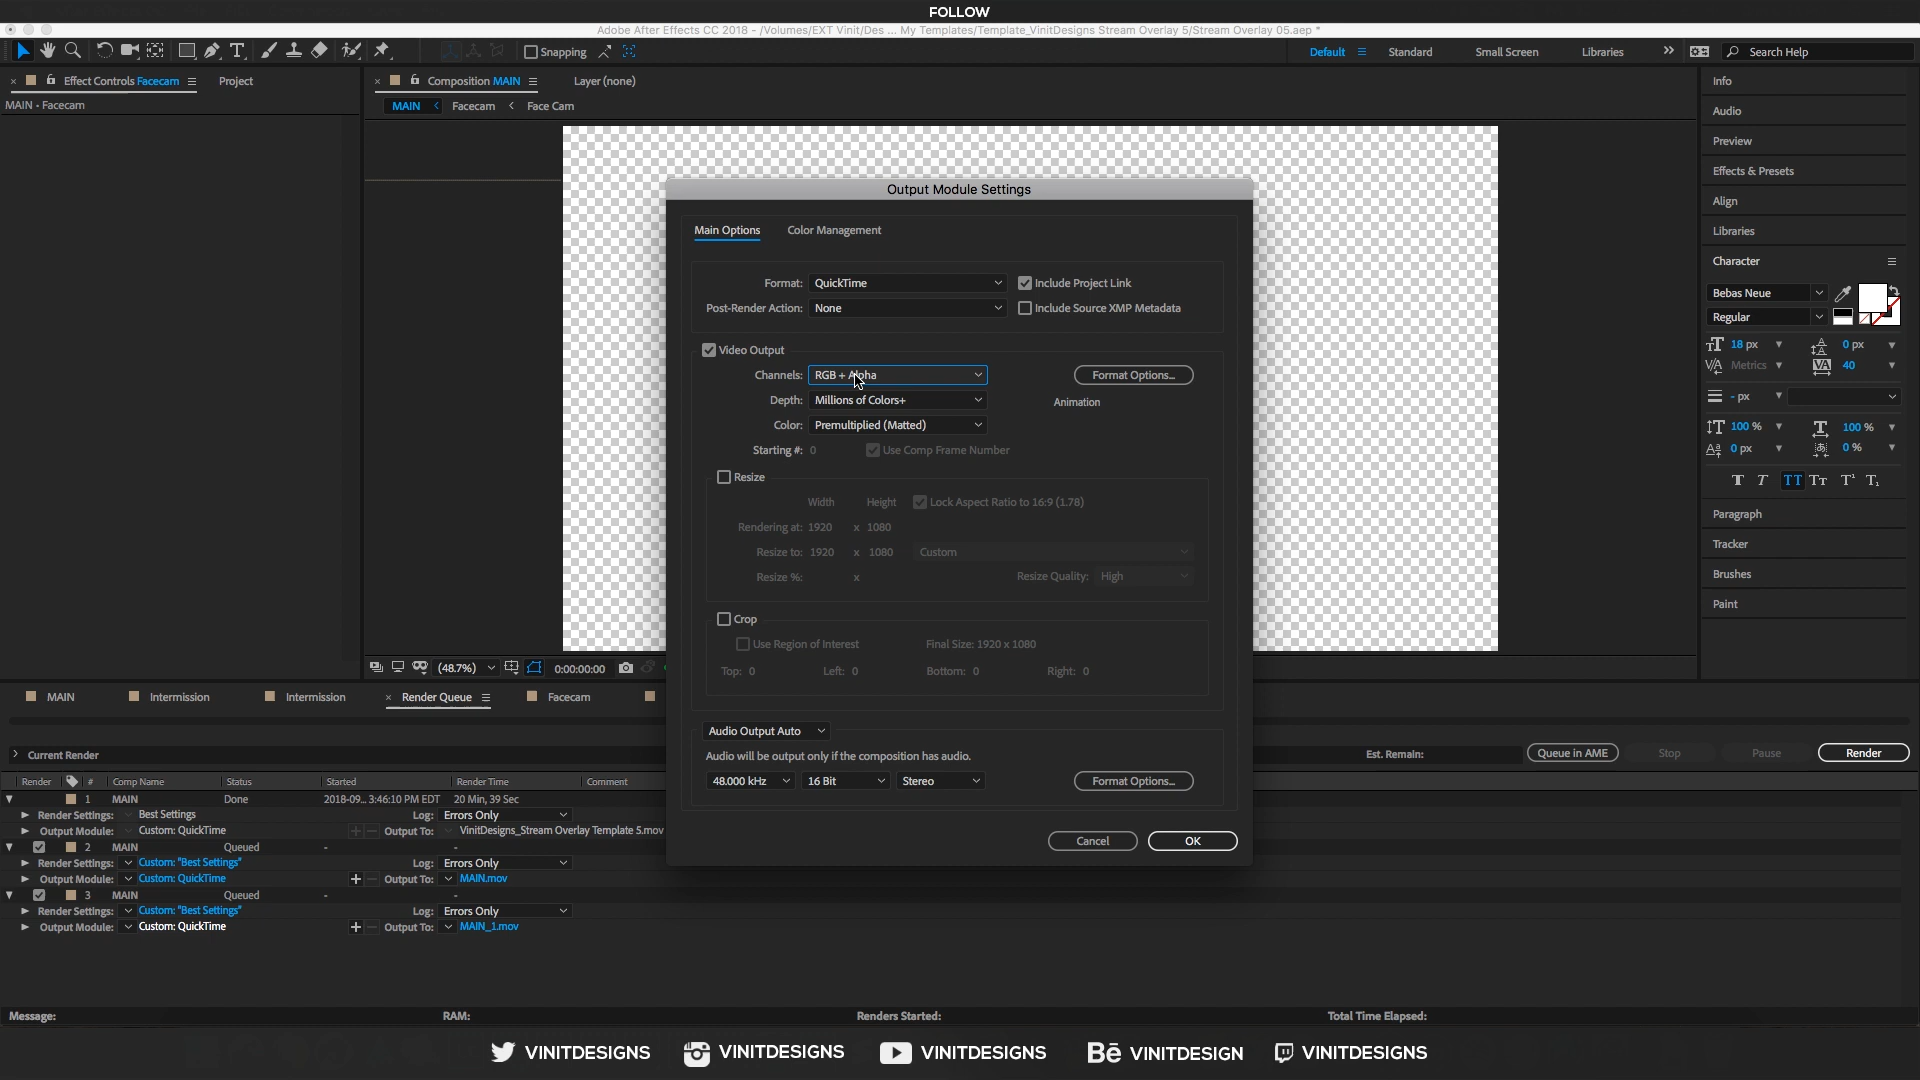 FOLLOW
Adobe After Effects CC 2018 - /Volumes/EXT Vinit/Des ... My Templates/Template_VinitDesigns Stream Overlay 5/Stream Overlay 05.aep *
Snapping
Default
Standard
Small Screen
Libraries
Search Help
Effect Controls Facecam
Project
Composition MAIN
Layer (none)
MAIN • Facecam
MAIN
Facecam
Face Cam
Info
Audio
Preview
Effects & Presets
Align
Libraries
Character
Bebas Neue
Regular
18 px
0 px
Metrics
40
- px
100 %
100 %
0 px
0 %
Paragraph
Tracker
Brushes
Paint
Output Module Settings
Main Options
Color Management
Format: QuickTime
Include Project Link
Post-Render Action: None
Include Source XMP Metadata
Video Output
Channels: RGB + Alpha
Format Options...
Depth: Millions of Colors+
Animation
Color: Premultiplied (Matted)
Starting #: 0
Use Comp Frame Number
Resize
Width Height
Lock Aspect Ratio to 16:9 (1.78)
Rendering at: 1920 x 1080
Resize to: 1920 x 1080 Custom
Resize %: x
Resize Quality: High
Crop
Use Region of Interest
Final Size: 1920 x 1080
Top: 0 Left: 0 Bottom: 0 Right: 0
Audio Output Auto
Audio will be output only if the composition has audio.
48.000 kHz 16 Bit Stereo
Format Options...
Cancel
OK
(48.7%)
0:00:00:00
MAIN
Intermission
Intermission
Render Queue
Facecam
Current Render
Est. Remain:
Queue in AME
Stop
Pause
Render
Render # Comp Name Status Started Render Time Comment
1 MAIN Done 2018-09... 3:46:10 PM EDT 20 Min, 39 Sec
Render Settings: Best Settings Log: Errors Only
Output Module: Custom: QuickTime Output To: VinitDesigns_Stream Overlay Template 5.mov
2 MAIN Queued - -
Render Settings: Custom: "Best Settings" Log: Errors Only
Output Module: Custom: QuickTime Output To: MAIN.mov
3 MAIN Queued - -
Render Settings: Custom: "Best Settings" Log: Errors Only
Output Module: Custom: QuickTime Output To: MAIN_1.mov
Message:
RAM:
Renders Started:
Total Time Elapsed:
VINITDESIGNS
VINITDESIGNS
VINITDESIGNS
Bē VINITDESIGN
VINITDESIGNS